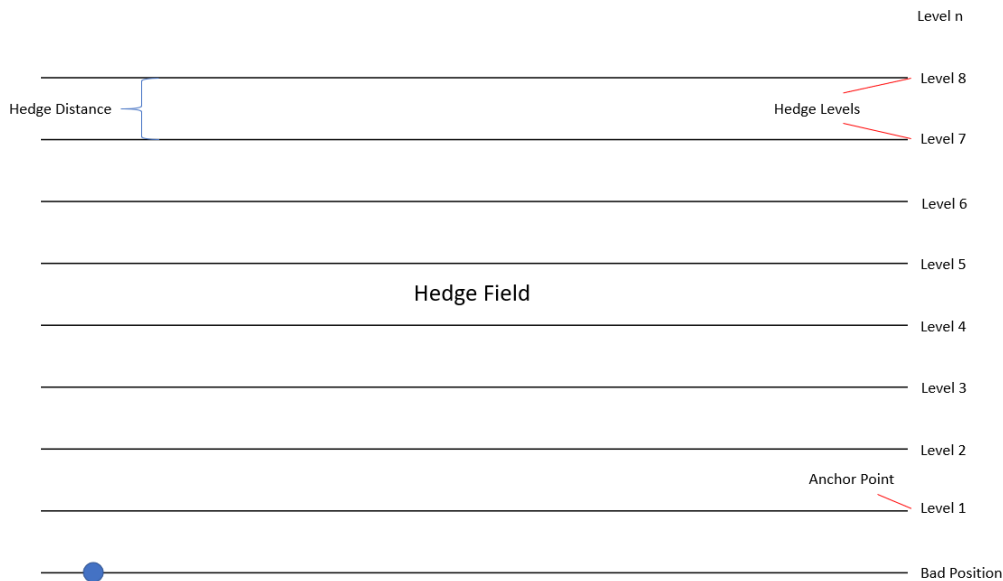 Level n
Level 8
Hedge Distance
Hedge Levels
Level 7
Level 6
Level 5
Hedge Field
Level 4
Level 3
Level 2
Anchor Point
Level 1
Bad Position